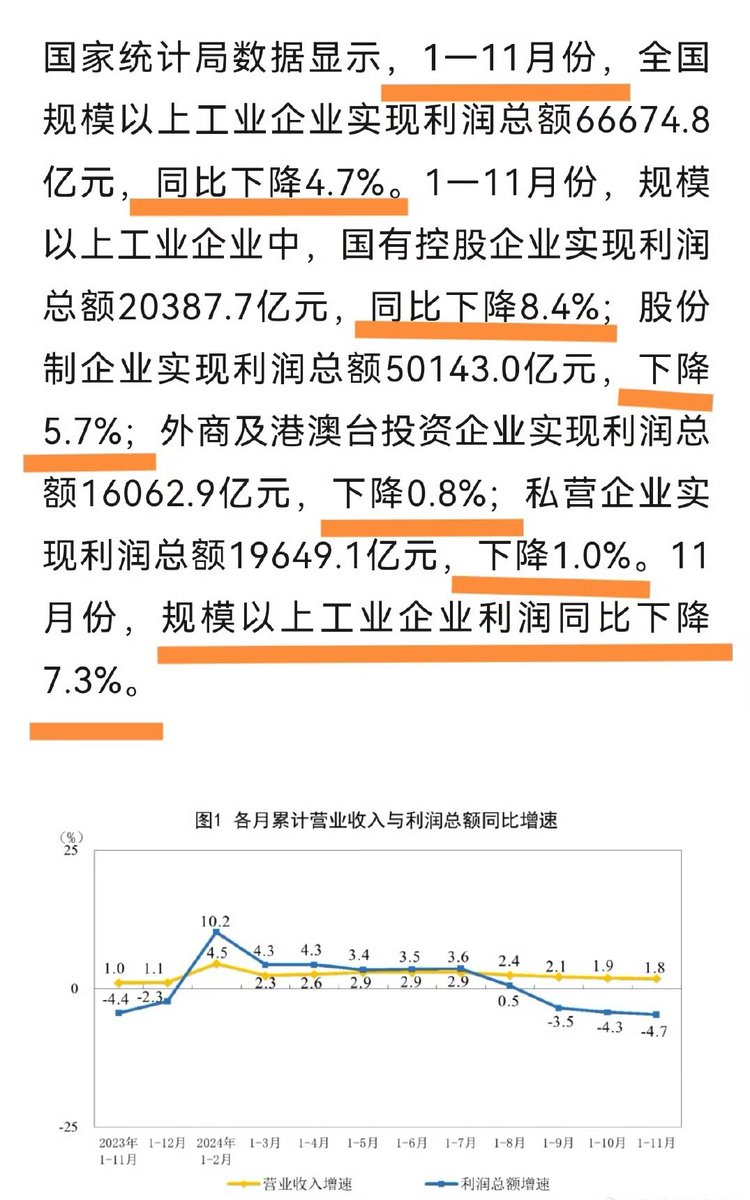 国家统计局数据显示，1—11月份，全国
规模以上工业企业实现利润总额66674.8
亿元，同比下降4.7%。1—11月份，规模
以上工业企业中，国有控股企业实现利润
总额20387.7亿元，同比下降8.4%；股份
制企业实现利润总额50143.0亿元，下降
5.7%；外商及港澳台投资企业实现利润总
额16062.9亿元，下降0.8%；私营企业实
现利润总额19649.1亿元，下降1.0%。11
月份，规模以上工业企业利润同比下降
7.3%。
图1 各月累计营业收入与利润总额同比增速
(%)
25
10.2
4.5
4.3 4.3 3.4 3.5 3.6 2.4 2.1 1.9 1.8
1.0 1.1
0
2.3 2.6 2.9 2.9 2.9 0.5
-4.4 -2.3
-3.5 -4.3 -4.7
-25
2023年 1-12月 2024年 1-3月 1-4月 1-5月 1-6月 1-7月 1-8月 1-9月 1-10月 1-11月
1-11月 1-2月
营业收入增速 利润总额增速